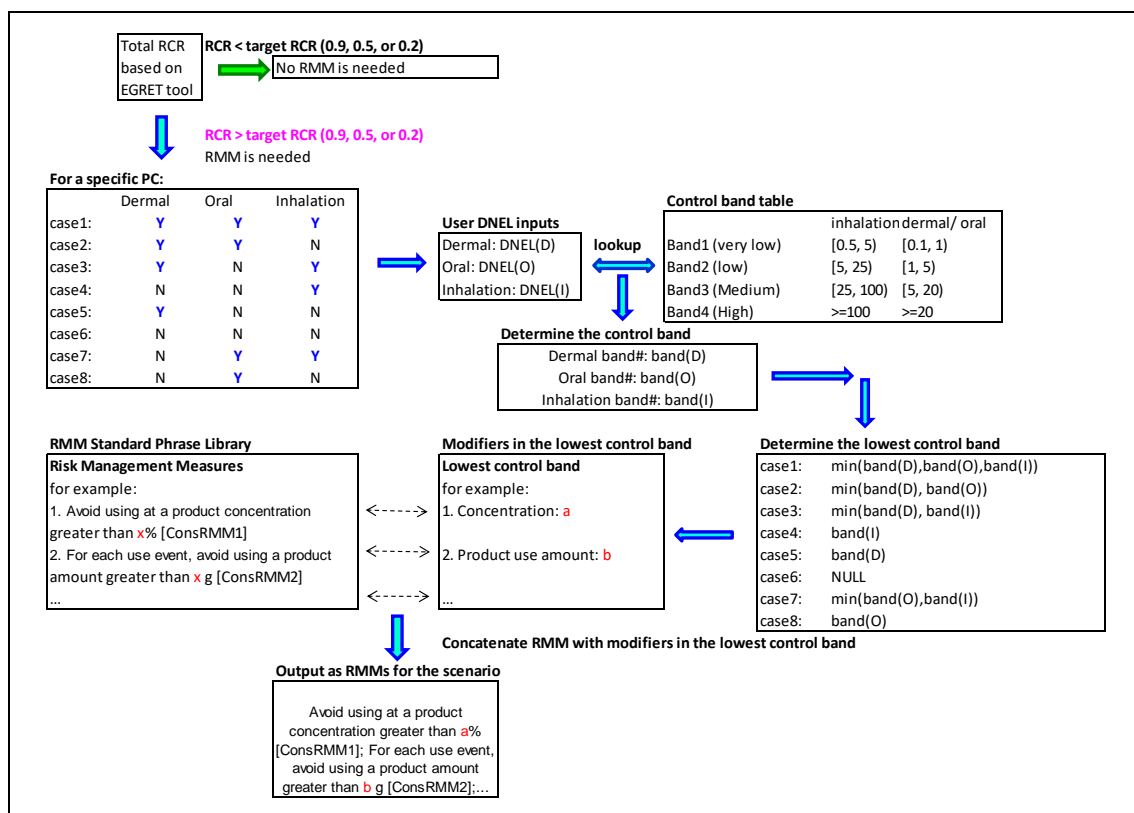 Total RCR
based on
EGRET tool
RCR < target RCR (0.9, 0.5, or 0.2)
No RMM is needed
RCR > target RCR (0.9, 0.5, or 0.2)
RMM is needed
For a specific PC:
Dermal Oral Inhalation
case1: Y Y Y
case2: Y Y N
case3: Y N Y
case4: N N Y
case5: Y N N
case6: N N N
case7: N Y Y
case8: N Y N
User DNEL inputs
Dermal: DNEL(D)
Oral: DNEL(O)
Inhalation: DNEL(I)
lookup
Control band table
inhalation dermal/ oral
Band1 (very low) [0.5, 5) [0.1, 1)
Band2 (low) [5, 25) [1, 5)
Band3 (Medium) [25, 100) [5, 20)
Band4 (High) >=100 >=20
Determine the control band
Dermal band#: band(D)
Oral band#: band(O)
Inhalation band#: band(I)
Determine the lowest control band
case1: min(band(D),band(O),band(I))
case2: min(band(D), band(O))
case3: min(band(D), band(I))
case4: band(I)
case5: band(D)
case6: NULL
case7: min(band(O),band(I))
case8: band(O)
Modifiers in the lowest control band
Lowest control band
for example:
1. Concentration: a
2. Product use amount: b
...
RMM Standard Phrase Library
Risk Management Measures
for example:
1. Avoid using at a product concentration
greater than x% [ConsRMM1]
2. For each use event, avoid using a product
amount greater than x g [ConsRMM2]
...
Concatenate RMM with modifiers in the lowest control band
Output as RMMs for the scenario
Avoid using at a product
concentration greater than a%
[ConsRMM1]; For each use event,
avoid using a product amount
greater than b g [ConsRMM2];...